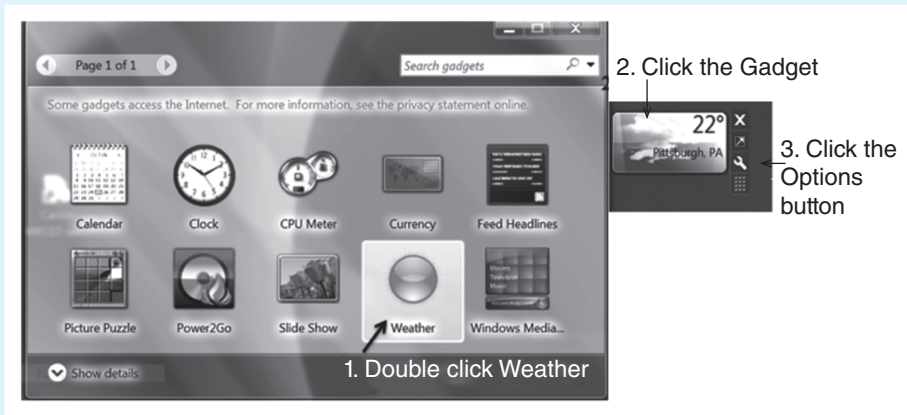 Page 1 of 1
Search gadgets
Some gadgets access the Internet. For more information, see the privacy statement online.
Calendar
Clock
CPU Meter
Currency
Feed Headlines
Picture Puzzle
Power2Go
Slide Show
Weather
Windows Media...
Show details
1. Double click Weather
2. Click the Gadget
2
22°
Pittsburgh, PA
3. Click the
Options
button